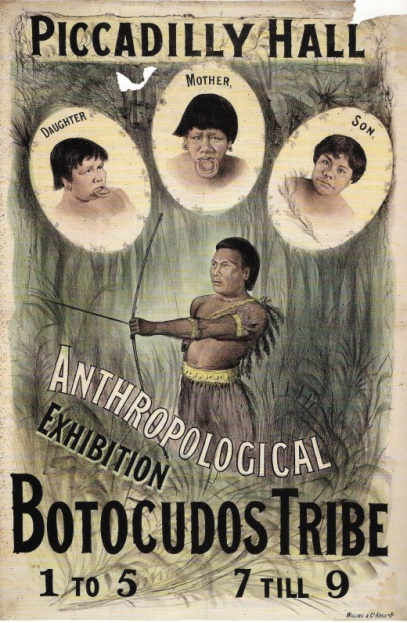 PICCADILLY HALL
MOTHER,
DAUGHTER
SON.
ANTHROPOLOGICAL
EXHIBITION
BOTOCUDOS TRIBE
1 TO 5 7 TILL 9